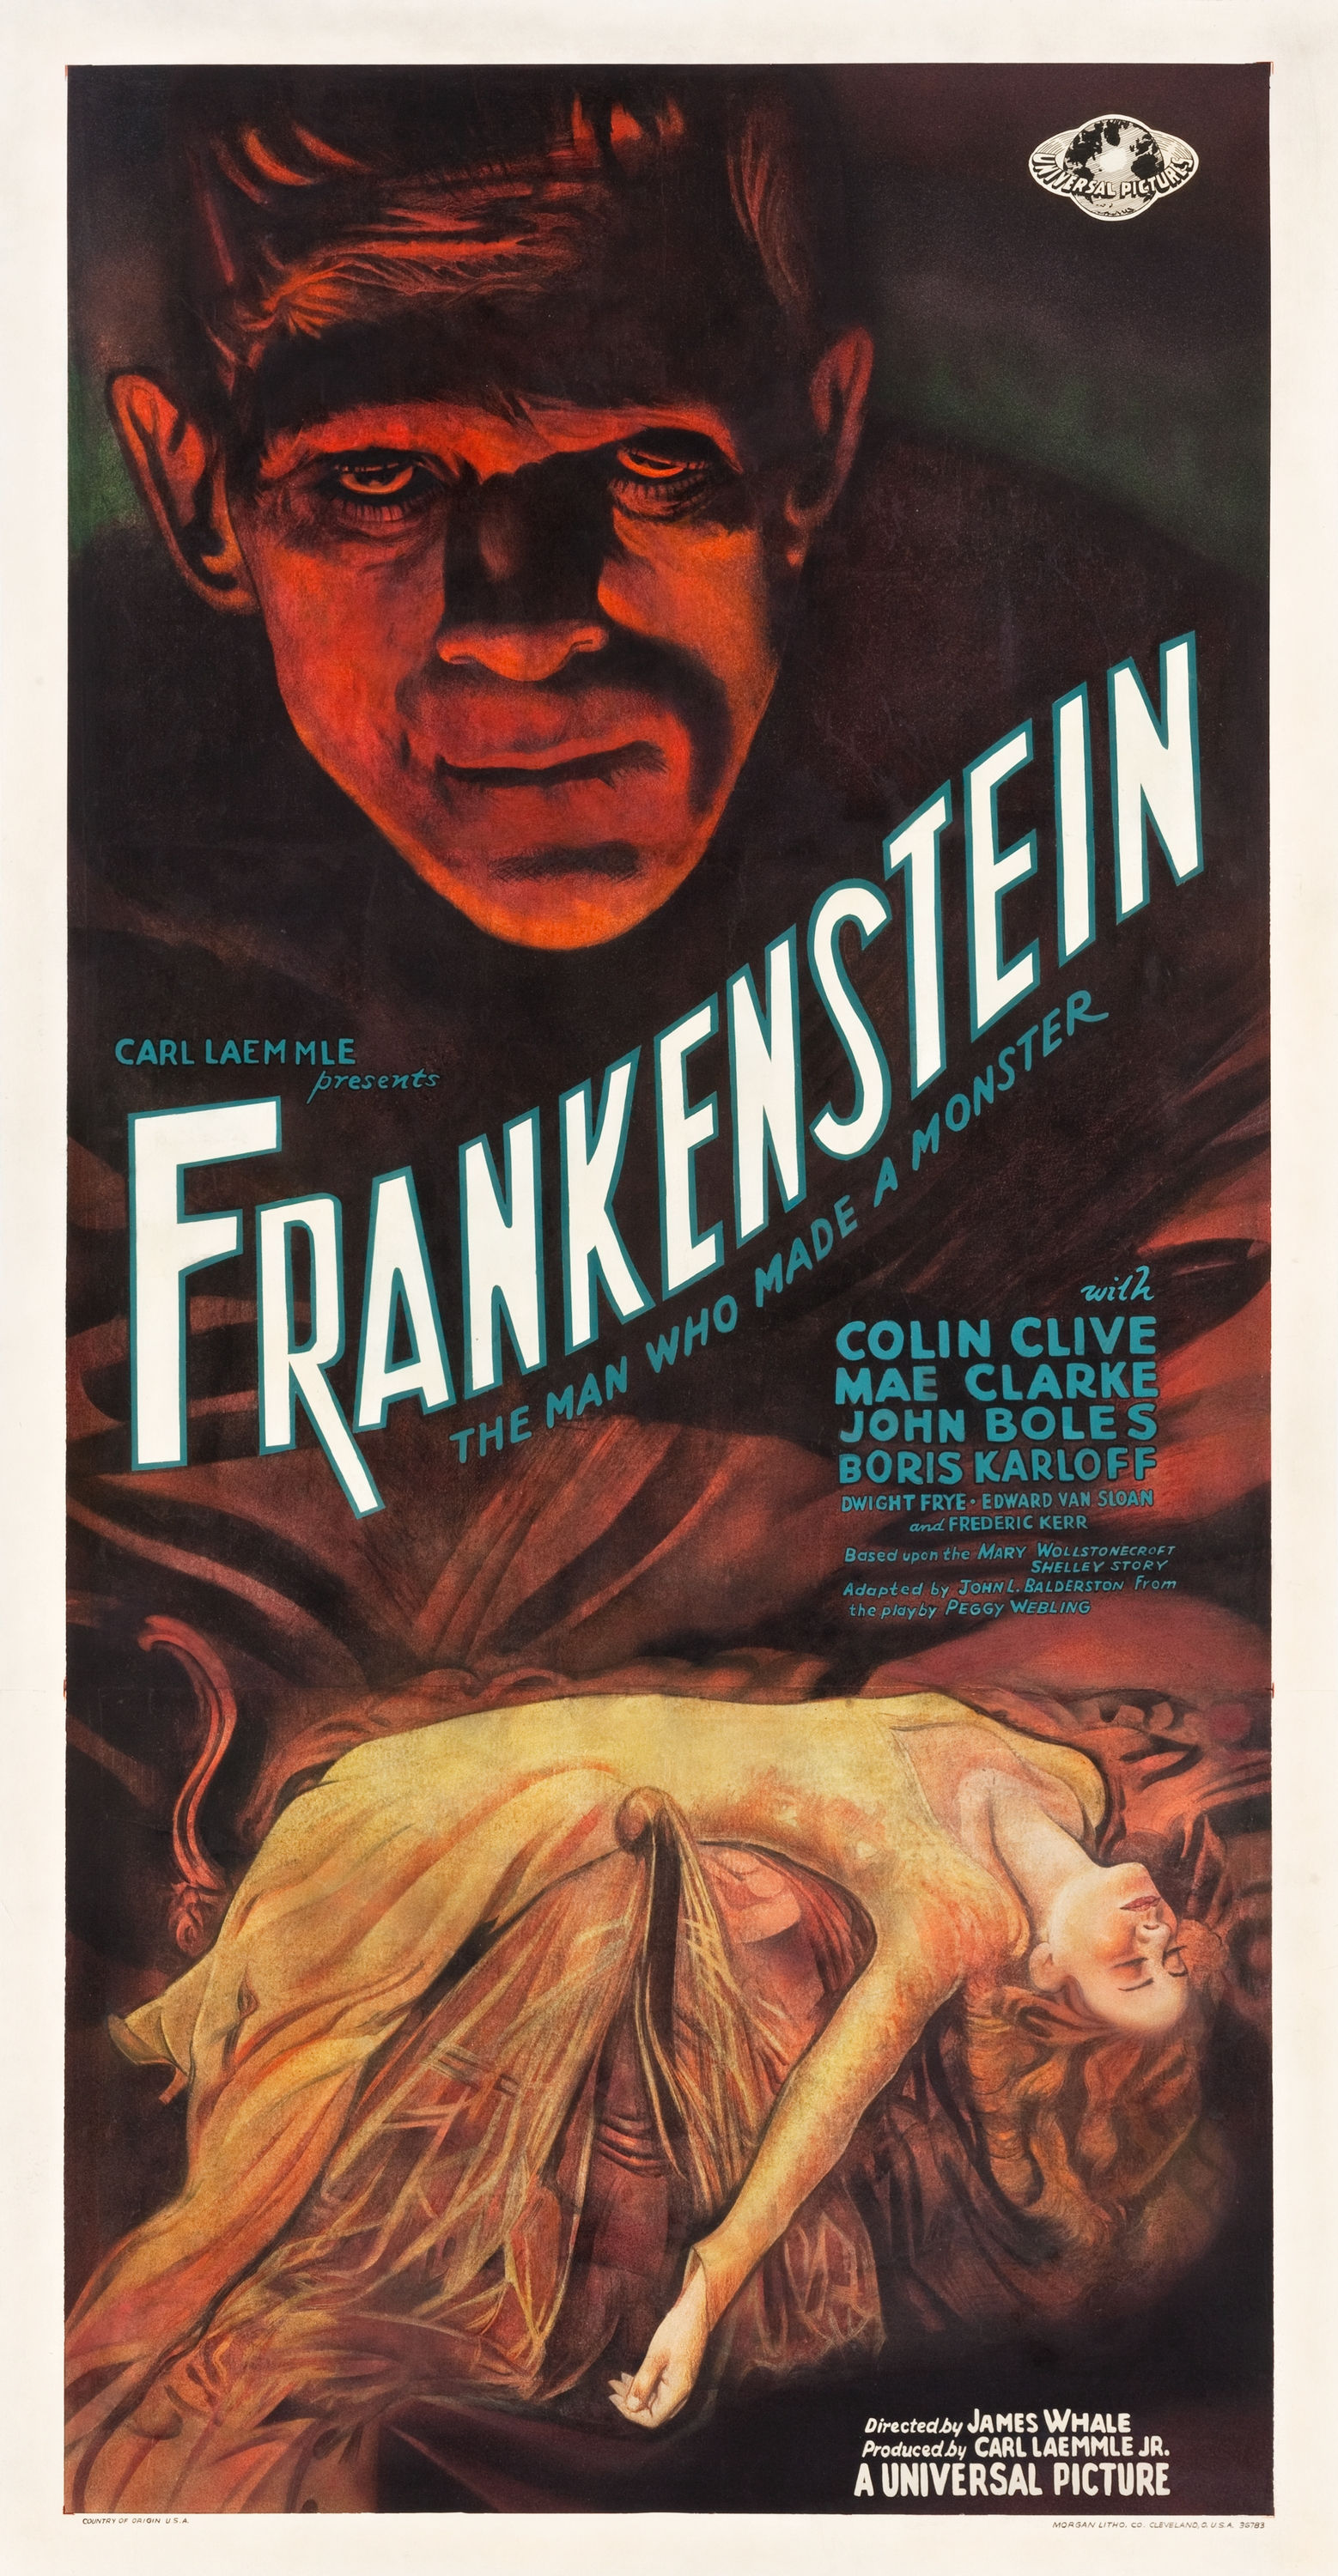 UNIVERSAL PICTURES
CARL LAEMMLE
presents
FRANKENSTEIN
THE MAN WHO MADE A MONSTER
with
COLIN CLIVE
MAE CLARKE
JOHN BOLES
BORIS KARLOFF
DWIGHT FRYE • EDWARD VAN SLOAN
and FREDERIC KERR
Based upon the MARY WOLLSTONECROFT
SHELLEY STORY
Adapted by JOHN L. BALDERSTON From
the play by PEGGY WEBLING
Directed by JAMES WHALE
Produced by CARL LAEMMLE JR.
A UNIVERSAL PICTURE
COUNTRY OF ORIGIN U.S.A.
MORGAN LITHO. CO. CLEVELAND, O. U.S.A. 36783